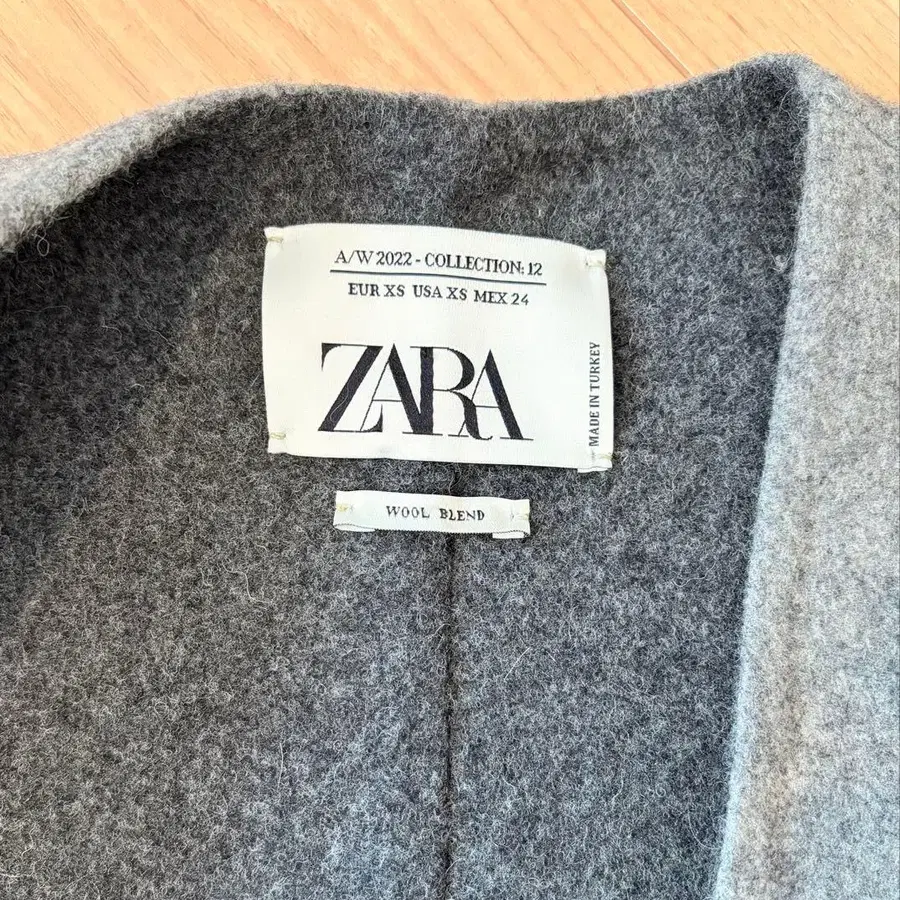 A/W 2022 - COLLECTION: 12
EUR XS USA XS MEX 24
ZARA
MADE IN TURKEY
WOOL BLEND